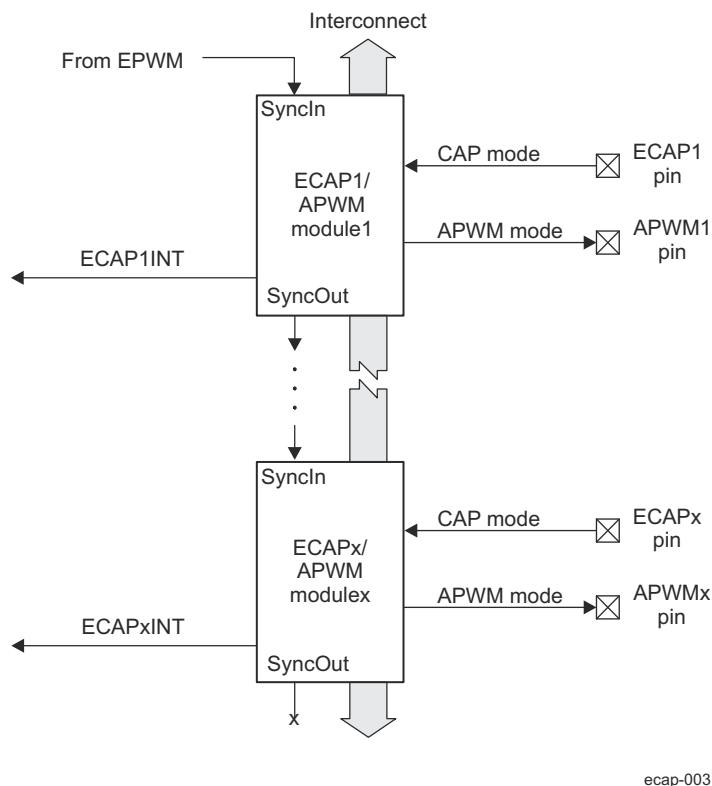 Interconnect
From EPWM
SyncIn
ECAP1/
APWM
module1
CAP mode
ECAP1
pin
APWM mode
APWM1
pin
ECAP1INT
SyncOut
SyncIn
ECAPx/
APWM
modulex
CAP mode
ECAPx
pin
APWM mode
APWMx
pin
ECAPxINT
SyncOut
x
ecap-003